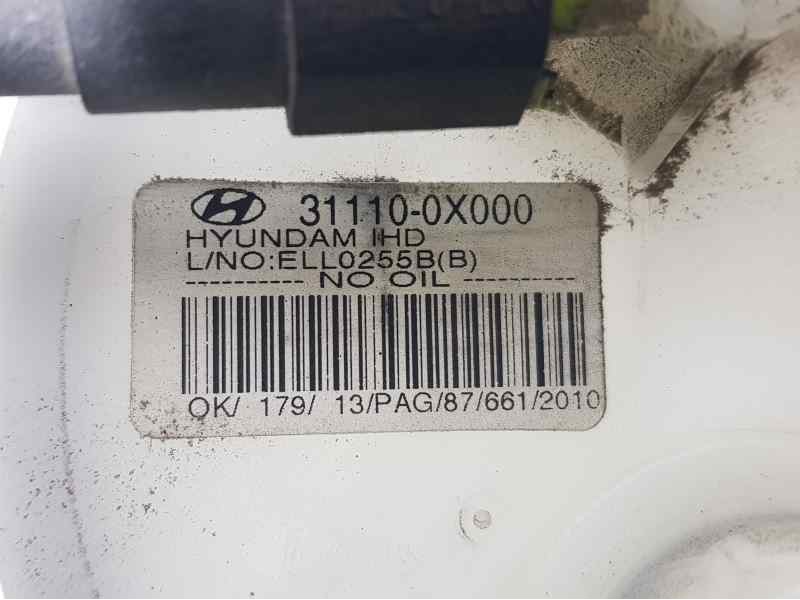 31110-0X000
HYUNDAM IHD
L/NO:ELL0255B(B)
---------- NO OIL ----------
OK/ 179/ 13/PAG/87/661/2010